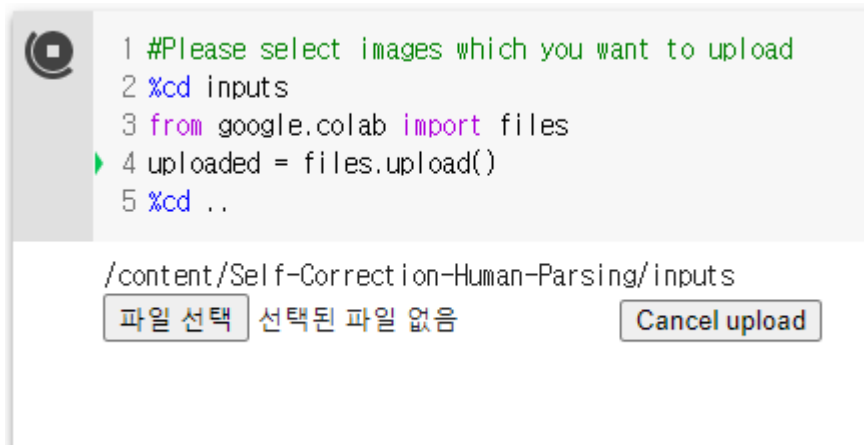 1 #Please select images which you want to upload
2 %cd inputs
3 from google.colab import files
4 uploaded = files.upload()
5 %cd ..
/content/Self-Correction-Human-Parsing/inputs
파일 선택 선택된 파일 없음 Cancel upload